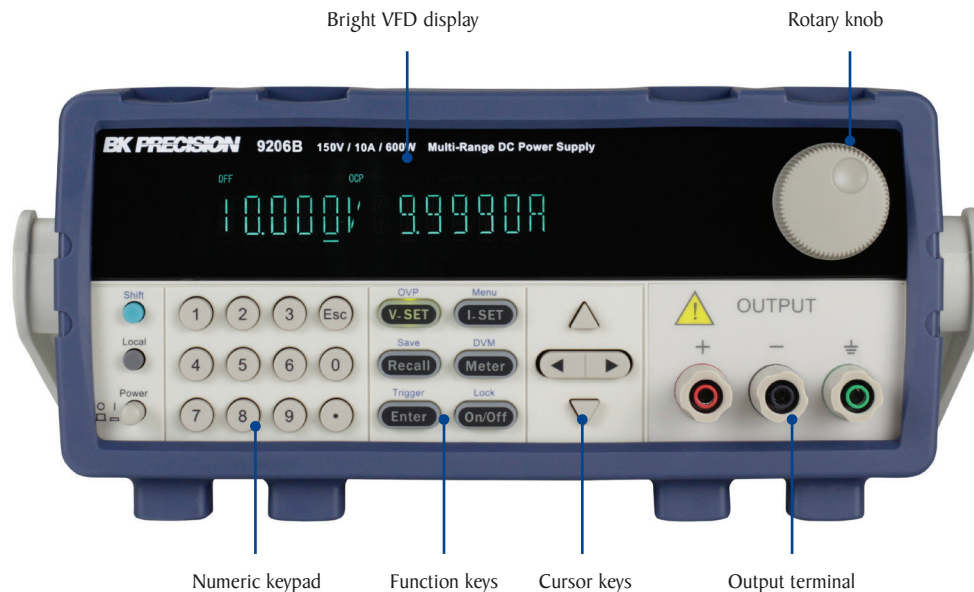 Bright VFD display
Rotary knob
BK PRECISION 9206B 150V / 10A / 600W Multi-Range DC Power Supply
OFF OCP
10.000V 9.9990A
Shift
Local
Power
O I
1 2 3 Esc
4 5 6 0
7 8 9 •
OVP Menu
V-SET I-SET
Save DVM
Recall Meter
Trigger Lock
Enter On/Off
OUTPUT
+ −
Numeric keypad
Function keys
Cursor keys
Output terminal